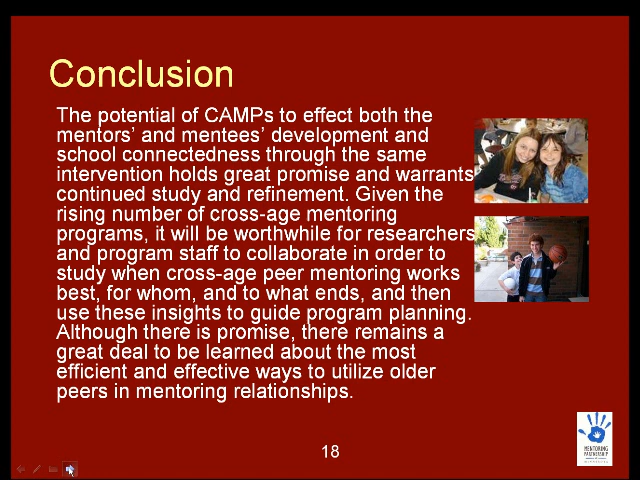 Conclusion
The potential of CAMPs to effect both the
mentors’ and mentees’ development and
school connectedness through the same
intervention holds great promise and warrants
continued study and refinement. Given the
rising number of cross-age mentoring
programs, it will be worthwhile for researchers
and program staff to collaborate in order to
study when cross-age peer mentoring works
best, for whom, and to what ends, and then
use these insights to guide program planning.
Although there is promise, there remains a
great deal to be learned about the most
efficient and effective ways to utilize older
peers in mentoring relationships.
18
MENTORING
PARTNERSHIP